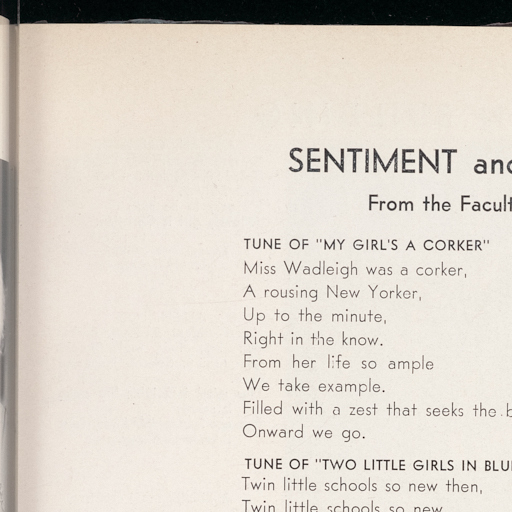 SENTIMENT and
From the Facult
TUNE OF "MY GIRL'S A CORKER"
Miss Wadleigh was a corker,
A rousing New Yorker,
Up to the minute,
Right in the know.
From her life so ample
We take example.
Filled with a zest that seeks the b
Onward we go.
TUNE OF "TWO LITTLE GIRLS IN BLU
Twin little schools so new then,
Twin little schools so new